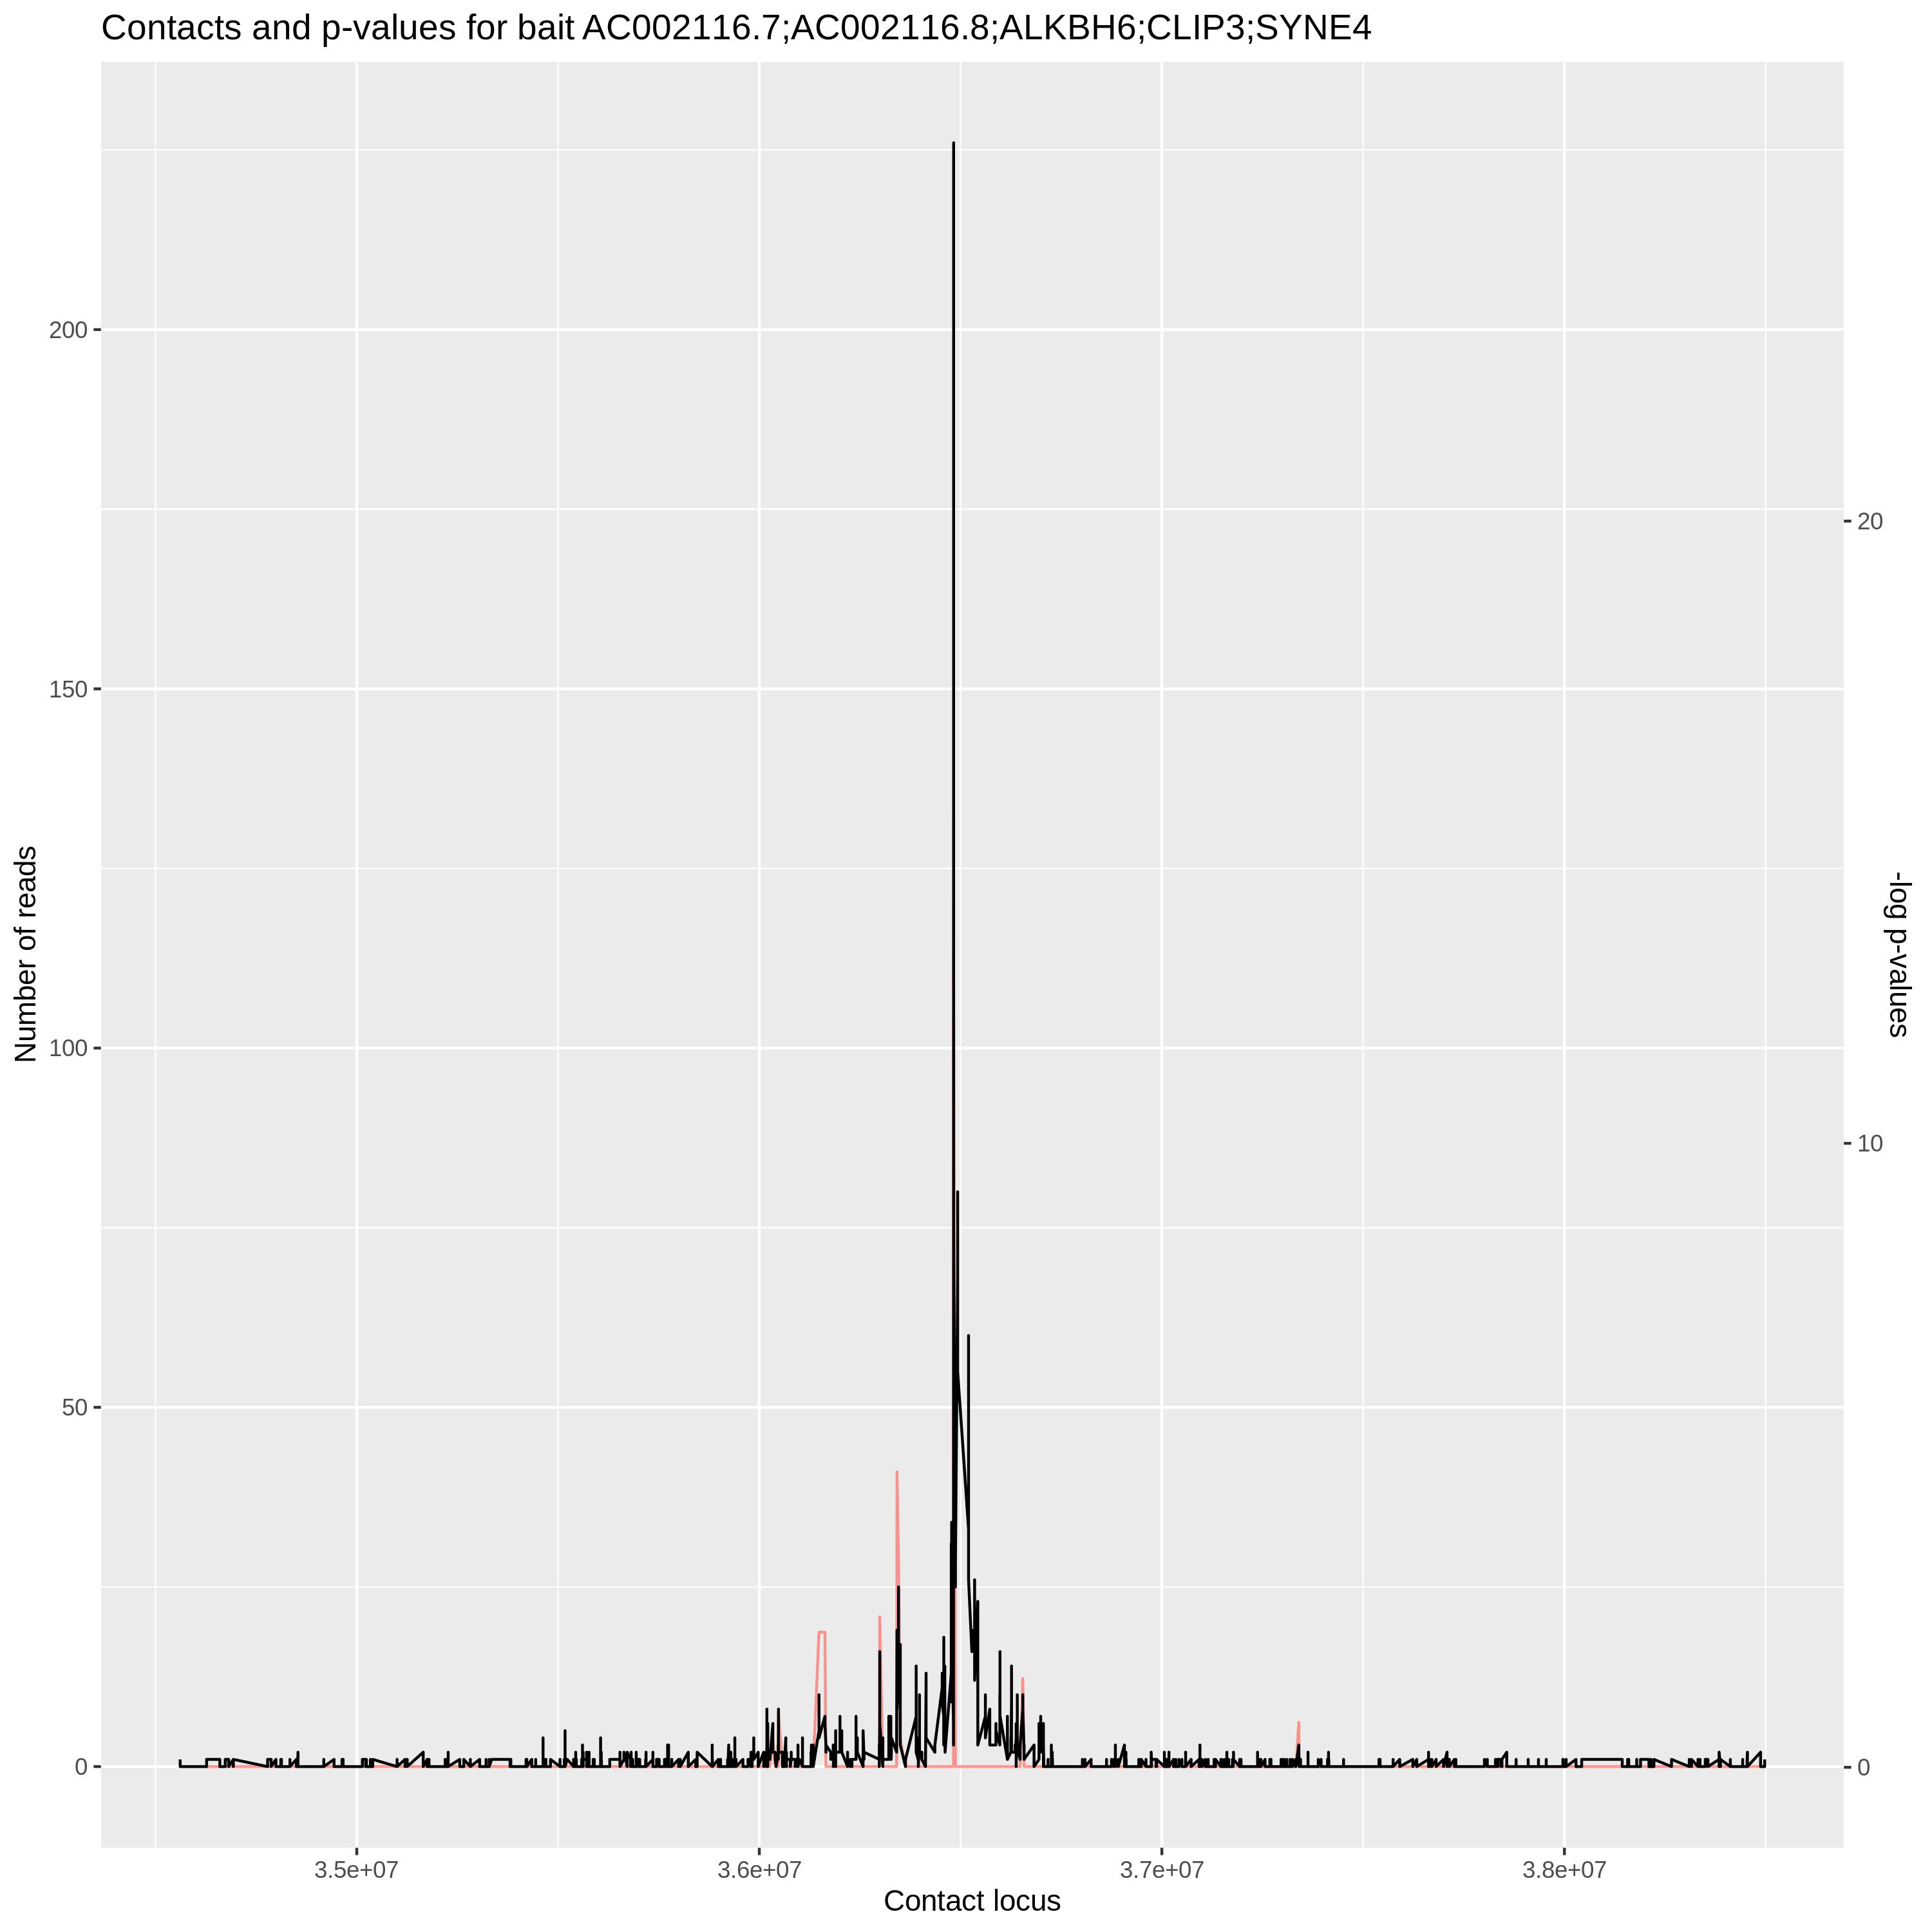 Contacts and p-values for bait AC002116.7;AC002116.8;ALKBH6;CLIP3;SYNE4
Number of reads
200
150
100
50
0
20
10
0
-log p-values
3.5e+07 3.6e+07 3.7e+07 3.8e+07
Contact locus